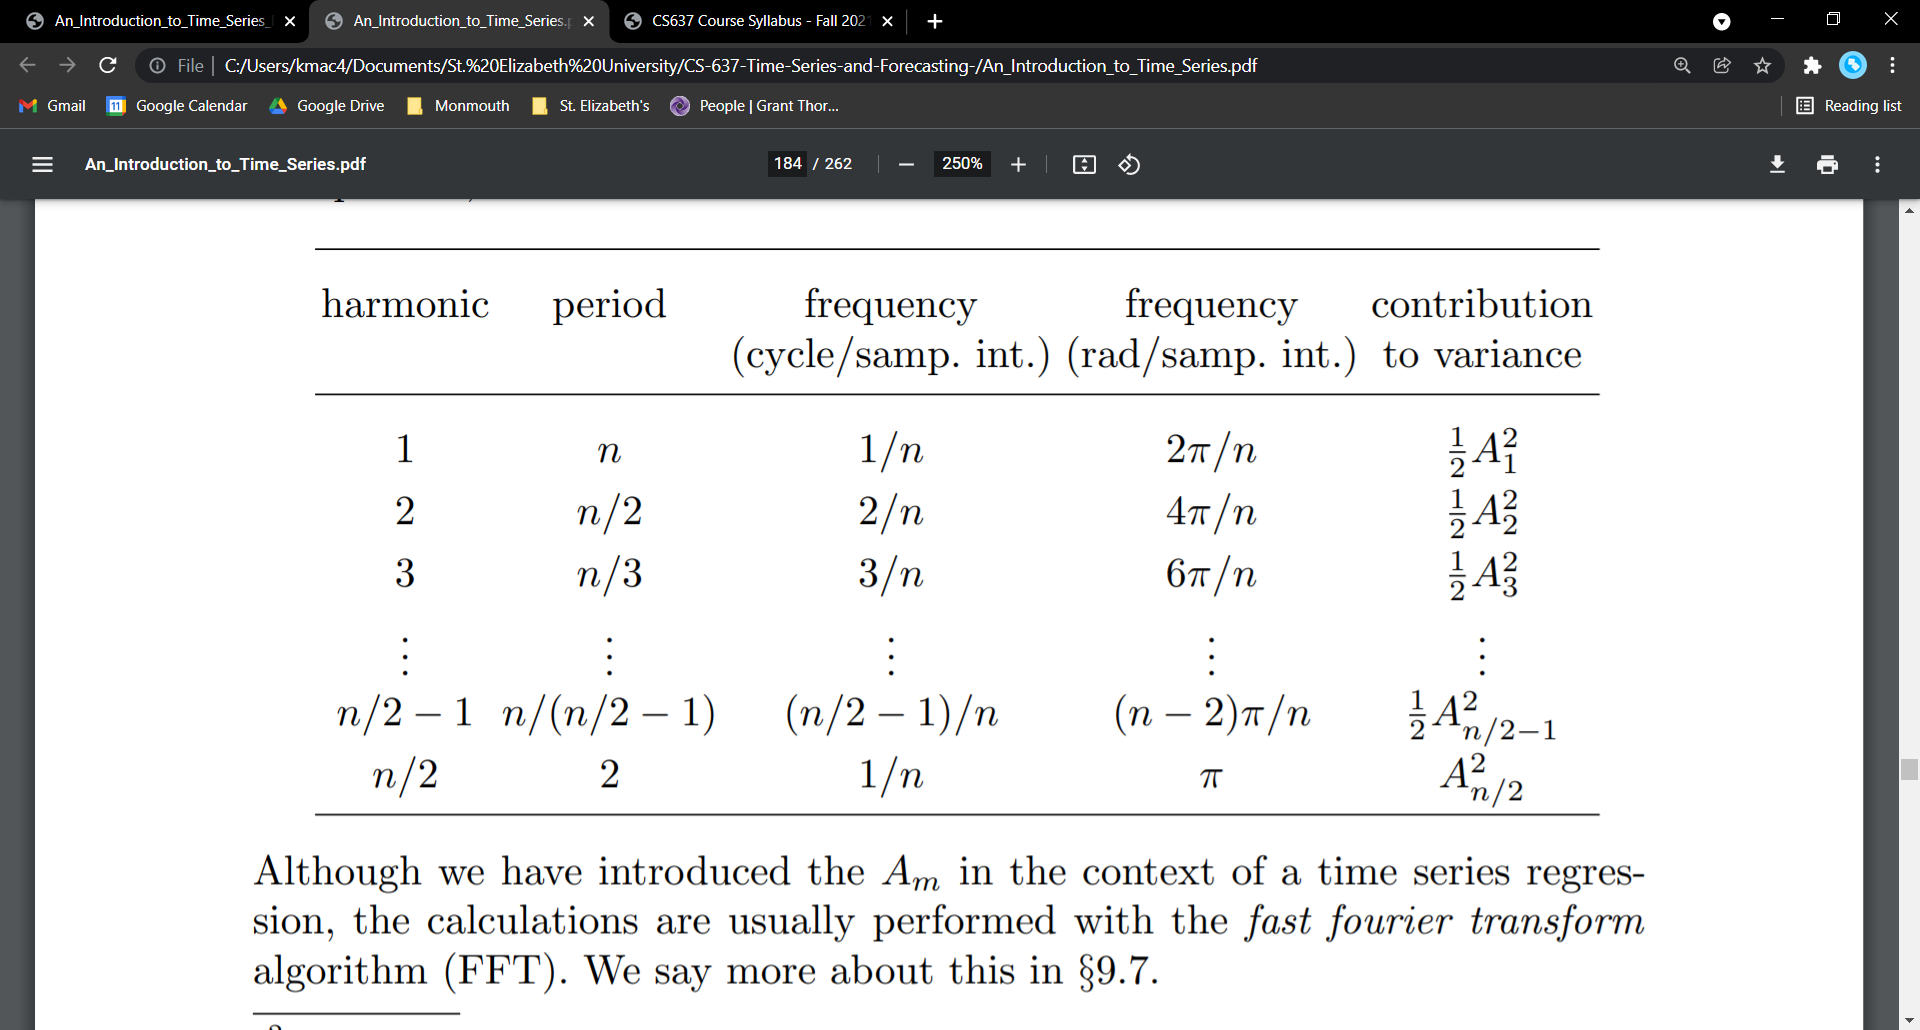 An_Introduction_to_Time_Series_ An_Introduction_to_Time_Series.p CS637 Course Syllabus - Fall 202
File C:/Users/kmac4/Documents/St.%20Elizabeth%20University/CS-637-Time-Series-and-Forecasting-/An_Introduction_to_Time_Series.pdf
Gmail 11 Google Calendar Google Drive Monmouth St. Elizabeth's People | Grant Thor... Reading list
An_Introduction_to_Time_Series.pdf 184 / 262 250%
harmonic period frequency frequency contribution
(cycle/samp. int.) (rad/samp. int.) to variance
1 n 1/n 2π/n ½A₁²
2 n/2 2/n 4π/n ½A₂²
3 n/3 3/n 6π/n ½A₃²
⋮ ⋮ ⋮ ⋮ ⋮
n/2 − 1 n/(n/2 − 1) (n/2 − 1)/n (n − 2)π/n ½A²_{n/2−1}
n/2 2 1/n π A²_{n/2}
Although we have introduced the Aₘ in the context of a time series regres-
sion, the calculations are usually performed with the fast fourier transform
algorithm (FFT). We say more about this in §9.7.